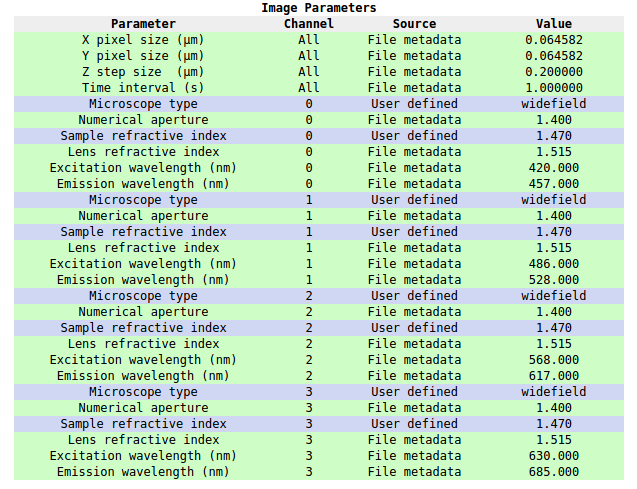 Image Parameters
Parameter Channel Source Value
X pixel size (µm) All File metadata 0.064582
Y pixel size (µm) All File metadata 0.064582
Z step size (µm) All File metadata 0.200000
Time interval (s) All File metadata 1.000000
Microscope type 0 User defined widefield
Numerical aperture 0 File metadata 1.400
Sample refractive index 0 User defined 1.470
Lens refractive index 0 File metadata 1.515
Excitation wavelength (nm) 0 File metadata 420.000
Emission wavelength (nm) 0 File metadata 457.000
Microscope type 1 User defined widefield
Numerical aperture 1 File metadata 1.400
Sample refractive index 1 User defined 1.470
Lens refractive index 1 File metadata 1.515
Excitation wavelength (nm) 1 File metadata 486.000
Emission wavelength (nm) 1 File metadata 528.000
Microscope type 2 User defined widefield
Numerical aperture 2 File metadata 1.400
Sample refractive index 2 User defined 1.470
Lens refractive index 2 File metadata 1.515
Excitation wavelength (nm) 2 File metadata 568.000
Emission wavelength (nm) 2 File metadata 617.000
Microscope type 3 User defined widefield
Numerical aperture 3 File metadata 1.400
Sample refractive index 3 User defined 1.470
Lens refractive index 3 File metadata 1.515
Excitation wavelength (nm) 3 File metadata 630.000
Emission wavelength (nm) 3 File metadata 685.000